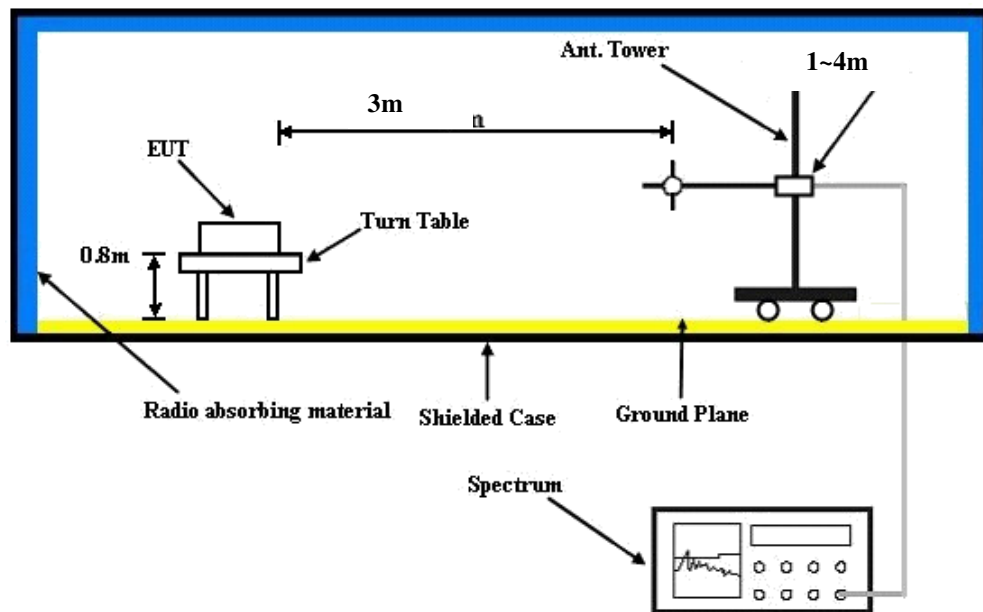 Ant. Tower
1~4m
3m
n
EUT
Turn Table
0.8m
Radio absorbing material
Shielded Case
Ground Plane
Spectrum